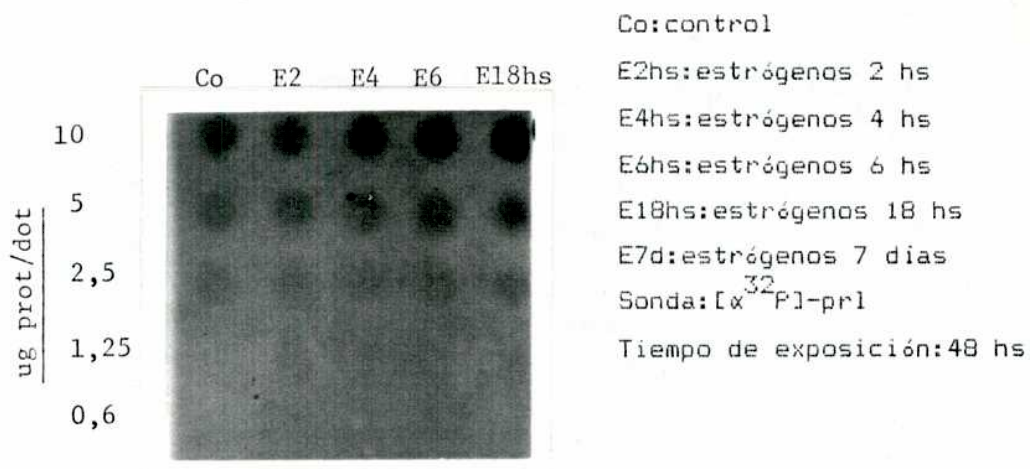 Co E2 E4 E6 E18hs
10
5
2,5
1,25
0,6
ug prot/dot
Co:control
E2hs:estrógenos 2 hs
E4hs:estrógenos 4 hs
E6hs:estrógenos 6 hs
E18hs:estrógenos 18 hs
E7d:estrógenos 7 dias
Sonda:[α³²P]-prl
Tiempo de exposición:48 hs